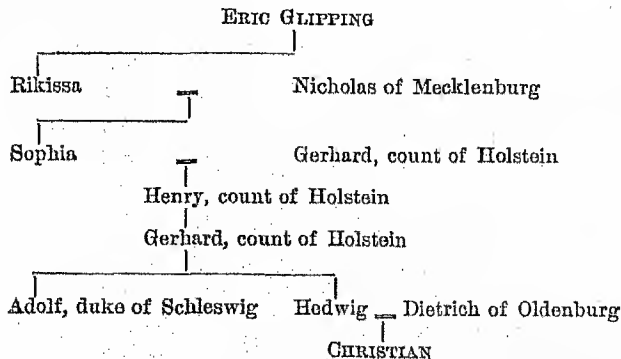 ERIC GLIPPING
Rikissa = Nicholas of Mecklenburg
Sophia = Gerhard, count of Holstein
Henry, count of Holstein
Gerhard, count of Holstein
Adolf, duke of Schleswig Hedwig = Dietrich of Oldenburg
CHRISTIAN